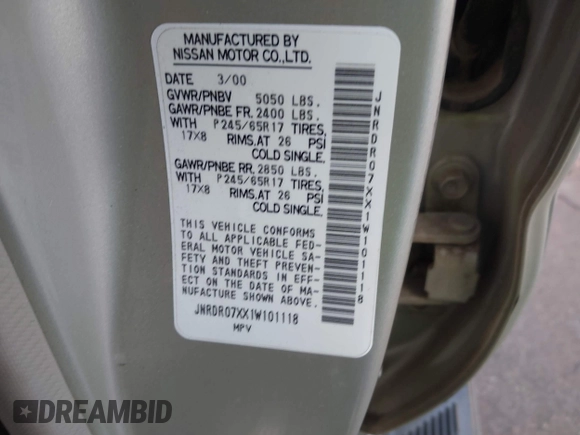 MANUFACTURED BY
NISSAN MOTOR CO.,LTD.
DATE 3/00
GVWR/PNBV 5050 LBS.
GAWR/PNBE FR. 2400 LBS.
WITH P245/65R17 TIRES,
17X8 RIMS,AT 26 PSI
COLD SINGLE.
GAWR/PNBE RR. 2850 LBS.
WITH P245/65R17 TIRES,
17X8 RIMS,AT 26 PSI
COLD SINGLE.
THIS VEHICLE CONFORMS
TO ALL APPLICABLE FED-
ERAL MOTOR VEHICLE SA-
FETY AND THEFT PREVEN-
TION STANDARDS IN EFF-
ECT ON THE DATE OF MA-
NUFACTURE SHOWN ABOVE.
JNRDR07XX1W101118
MPV
JNRDR07XX1W101118
DREAMBID